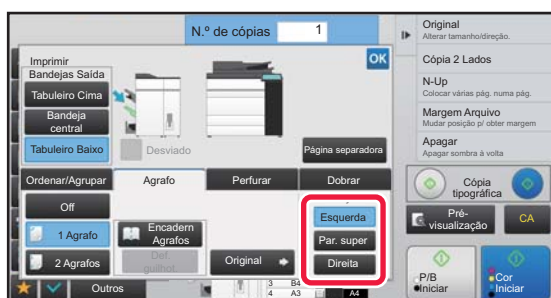 N.º de cópias 1
Imprimir
OK
Bandejas Saída
Tabuleiro Cima
Bandeja
central
Tabuleiro Baixo
Desviado
Página separadora
Ordenar/Agrupar
Agrafo
Perfurar
Dobrar
Off
1 Agrafo
2 Agrafos
Encadern
Agrafos
Def.
guilhot.
Original
Esquerda
Par. super
Direita
Outros
3 B4
4 A3
A4
Original
Alterar tamanho/direção.
Cópia 2 Lados
N-Up
Colocar várias pág. numa pág.
Margem Arquivo
Mudar posição p/ obter margem
Apagar
Apagar sombra à volta
Cópia
tipográfica
Pré-
visualização
CA
P/B
Iniciar
Cor
Iniciar